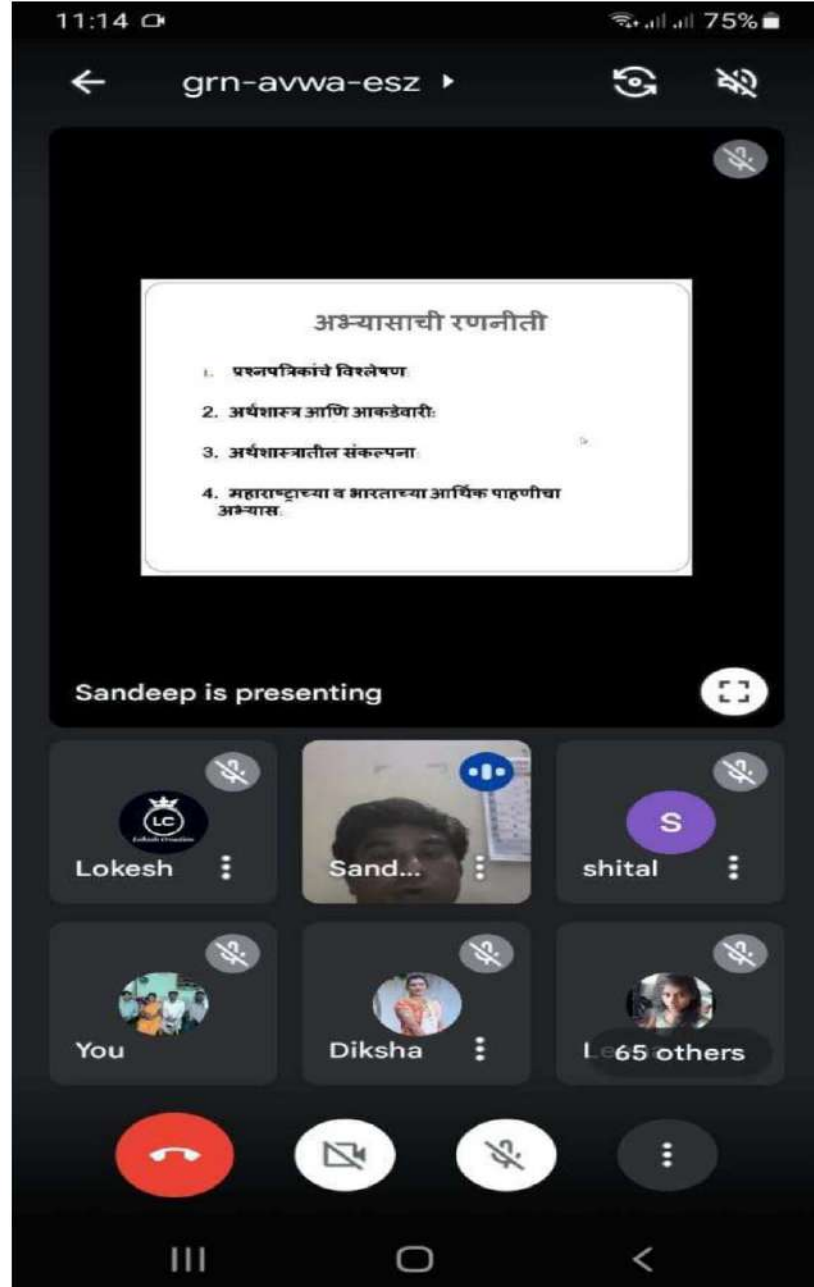 11:14 75%
grn-avwa-esz
अभ्यासाची रणनीती
1. प्रश्नपत्रिकांचे विश्लेषण:
2. अर्थशास्त्र आणि आकडेवारी:
3. अर्थशास्त्रातील संकल्पना:
4. महाराष्ट्राच्या व भारताच्या आर्थिक पाहणीचा
अभ्यास:
Sandeep is presenting
LC
Lokesh Sand... S shital
You Diksha 65 others